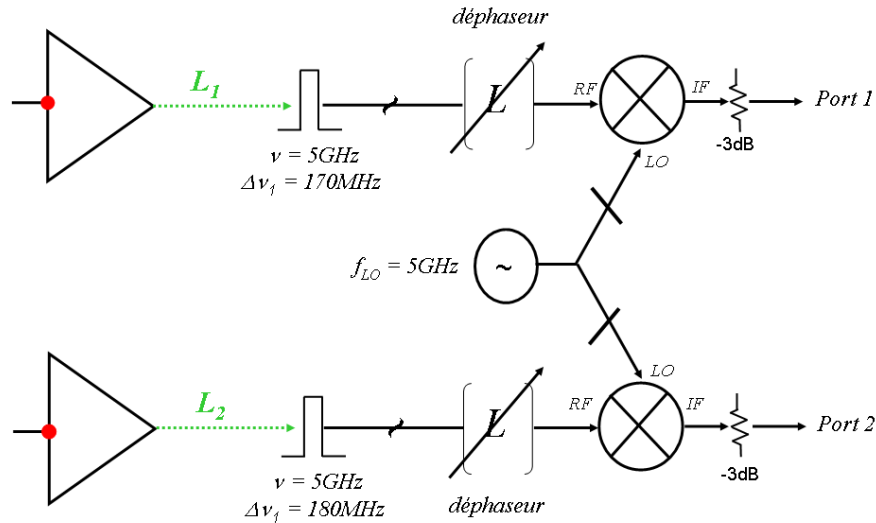 déphaseur
L₁
L
RF
IF
Port 1
-3dB
ν = 5GHz
Δν₁ = 170MHz
LO
f_LO = 5GHz
~
LO
L₂
L
RF
IF
Port 2
-3dB
ν = 5GHz
Δν₁ = 180MHz
déphaseur